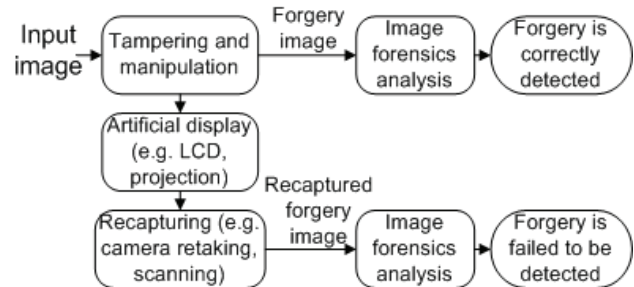 Input
image
Tampering and
manipulation
Forgery
image
Image
forensics
analysis
Forgery is
correctly
detected
Artificial display
(e.g. LCD,
projection)
Recapturing (e.g.
camera retaking,
scanning)
Recaptured
forgery
image
Image
forensics
analysis
Forgery is
failed to be
detected